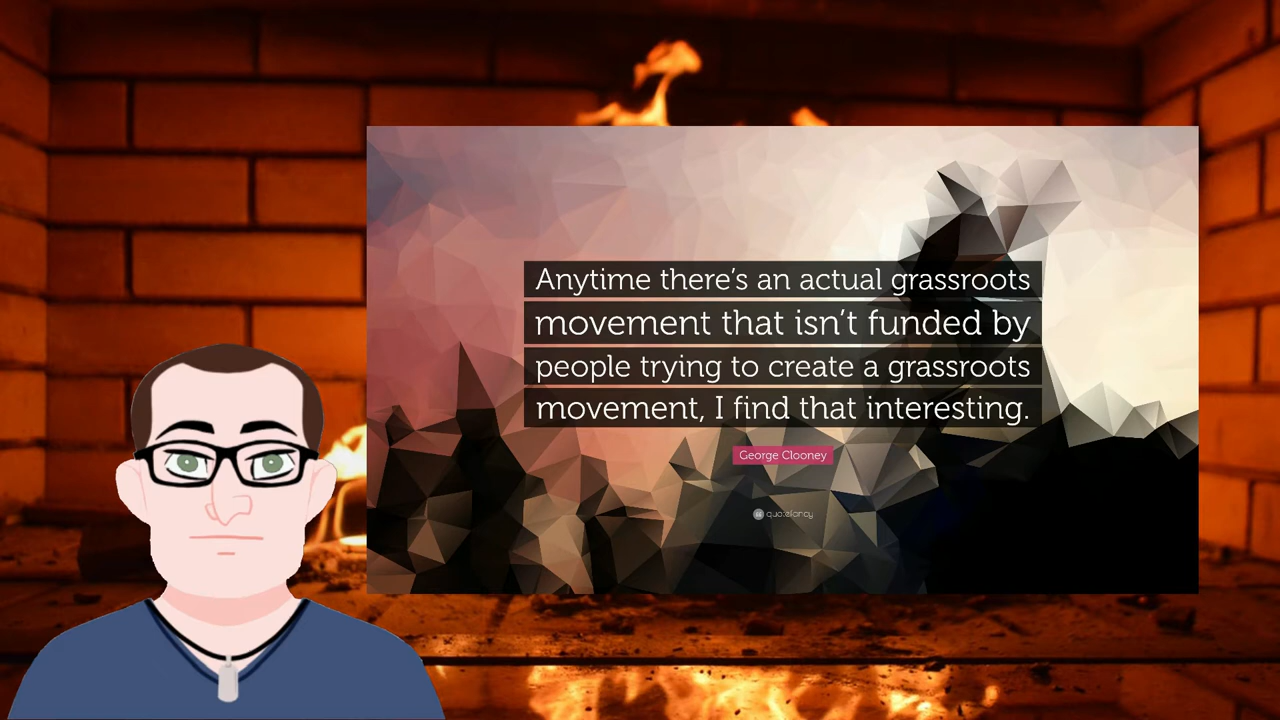 Anytime there’s an actual grassroots
movement that isn’t funded by
people trying to create a grassroots
movement, I find that interesting.
George Clooney
quotefancy